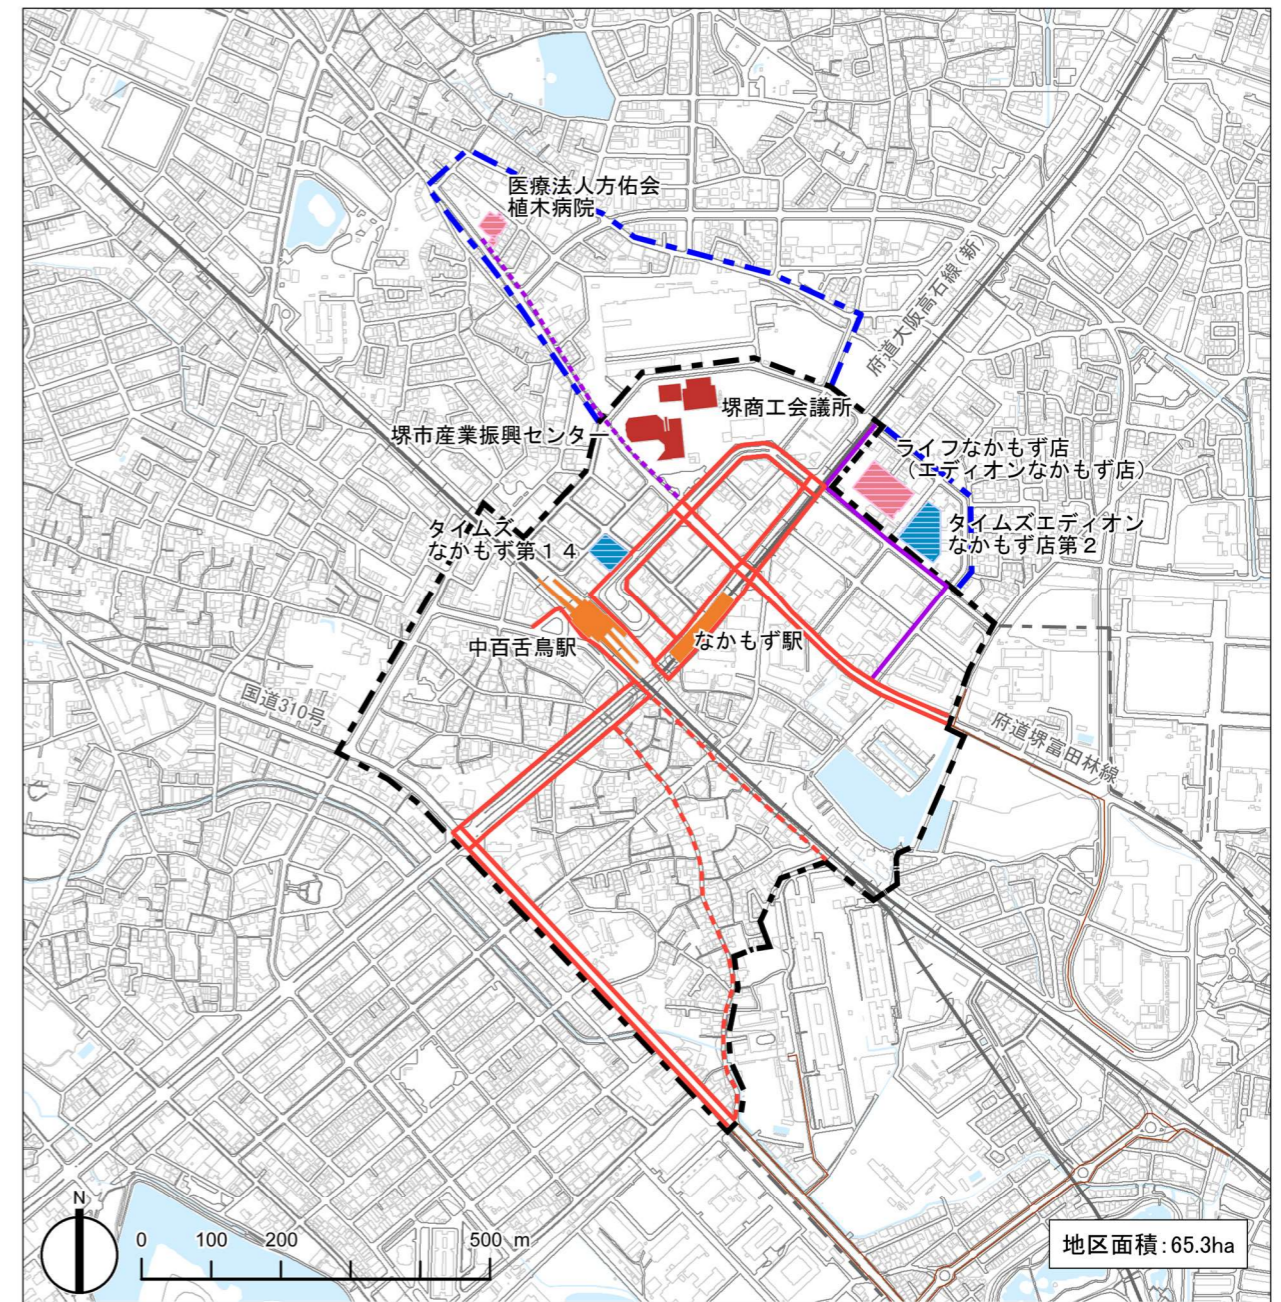 医療法人方佑会
植木病院
府道大阪高石線(新)
堺商工会議所
堺市産業振興センター
ライフなかもず店
（エディオンなかもず店）
タイムズエディオン
なかもず店第２
タイムズ
なかもず第１４
中百舌鳥駅
なかもず駅
国道310号
府道堺富田林線
N
0 100 200 500 m
地区面積：65.3ha